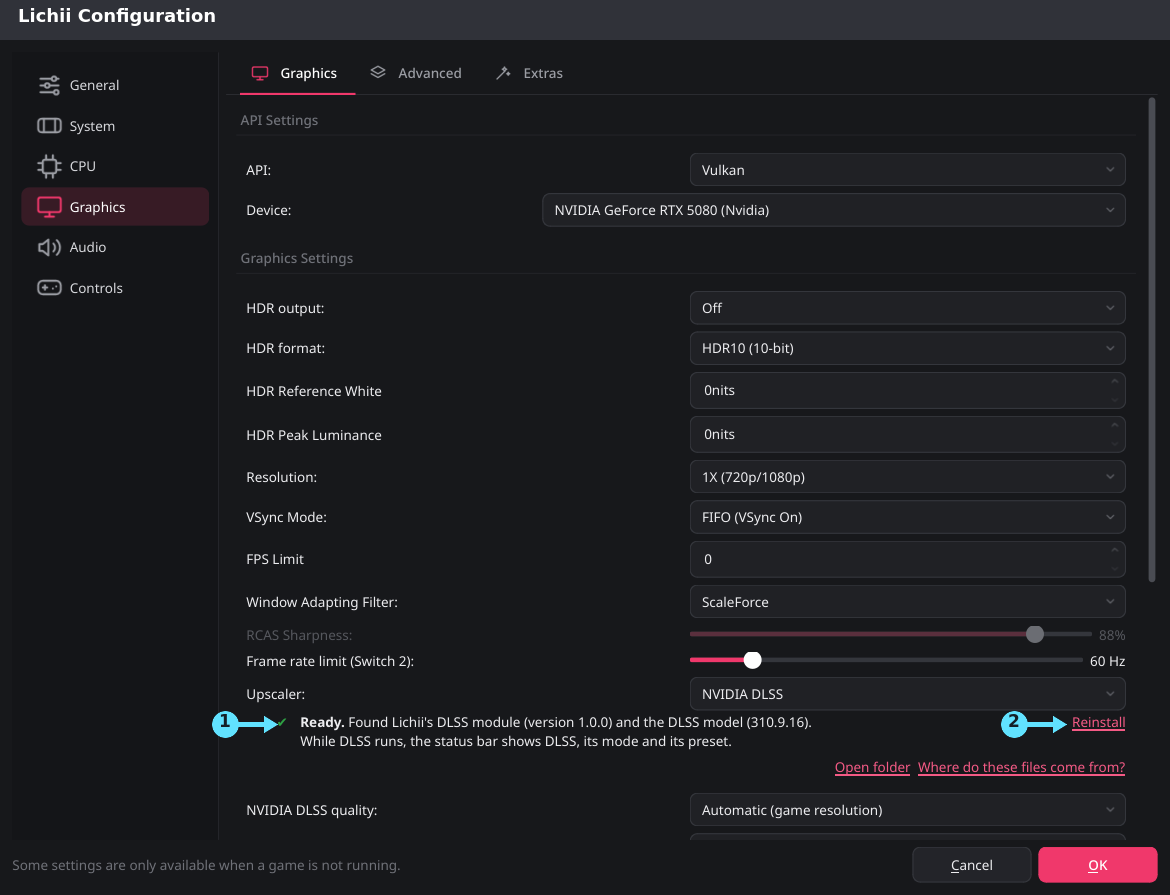 Lichii Configuration
General
System
CPU
Graphics
Audio
Controls
Graphics
Advanced
Extras
API Settings
API:
Vulkan
Device:
NVIDIA GeForce RTX 5080 (Nvidia)
Graphics Settings
HDR output:
Off
HDR format:
HDR10 (10-bit)
HDR Reference White
0nits
HDR Peak Luminance
0nits
Resolution:
1X (720p/1080p)
VSync Mode:
FIFO (VSync On)
FPS Limit
0
Window Adapting Filter:
ScaleForce
RCAS Sharpness:
88%
Frame rate limit (Switch 2):
60 Hz
Upscaler:
NVIDIA DLSS
1
Ready. Found Lichii's DLSS module (version 1.0.0) and the DLSS model (310.9.16).
While DLSS runs, the status bar shows DLSS, its mode and its preset.
2
Reinstall
Open folder
Where do these files come from?
NVIDIA DLSS quality:
Automatic (game resolution)
Some settings are only available when a game is not running.
Cancel
OK